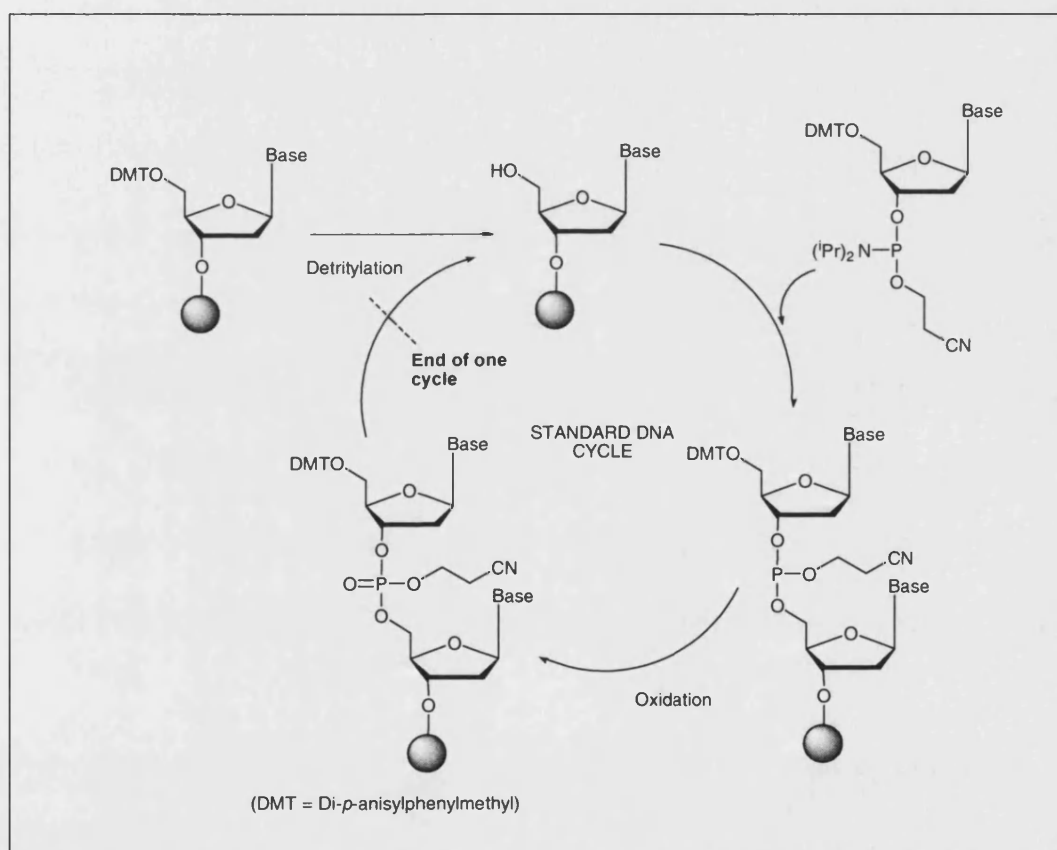 Base
DMTO
O
O
Detritylation
Base
HO
O
O
Base
DMTO
O
O
(ⁱPr)₂ N—P
O
CN
End of one
cycle
STANDARD DNA
CYCLE
Base
DMTO
O
O
O=P—O
CN
O
Base
O
O
Base
DMTO
O
O
P—O
CN
O
Base
O
O
Oxidation
(DMT = Di-p-anisylphenylmethyl)